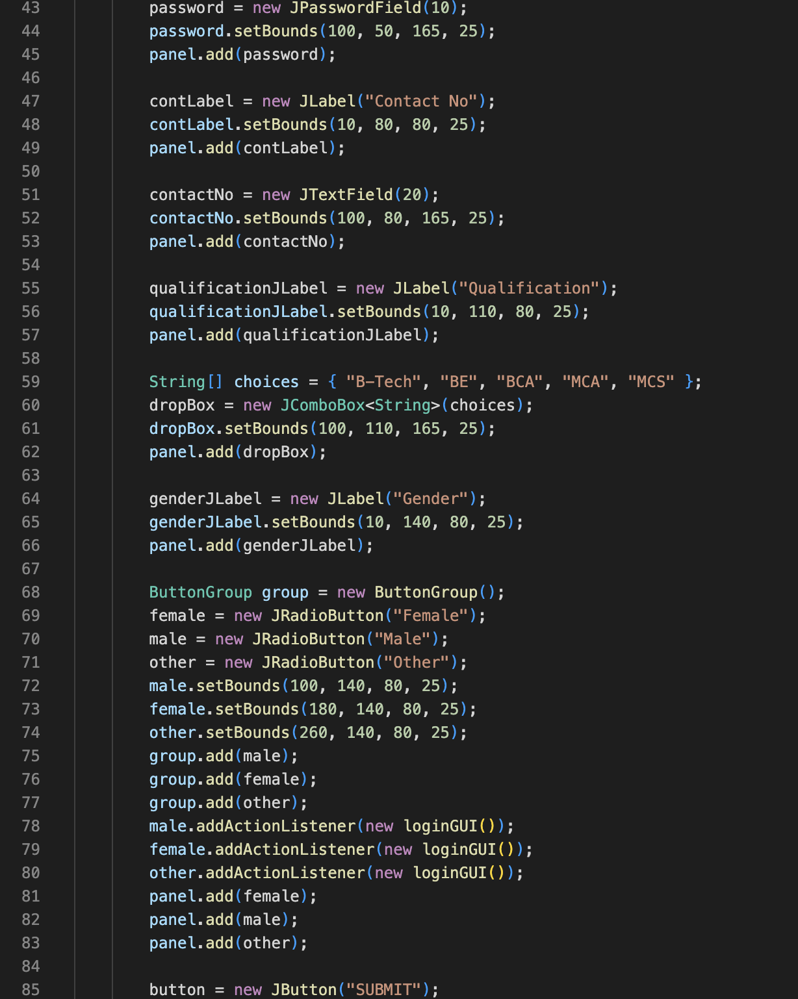 43 password = new JPasswordField(10);
44 password.setBounds(100, 50, 165, 25);
45 panel.add(password);
46
47 contLabel = new JLabel("Contact No");
48 contLabel.setBounds(10, 80, 80, 25);
49 panel.add(contLabel);
50
51 contactNo = new JTextField(20);
52 contactNo.setBounds(100, 80, 165, 25);
53 panel.add(contactNo);
54
55 qualificationJLabel = new JLabel("Qualification");
56 qualificationJLabel.setBounds(10, 110, 80, 25);
57 panel.add(qualificationJLabel);
58
59 String[] choices = { "B-Tech", "BE", "BCA", "MCA", "MCS" };
60 dropBox = new JComboBox<String>(choices);
61 dropBox.setBounds(100, 110, 165, 25);
62 panel.add(dropBox);
63
64 genderJLabel = new JLabel("Gender");
65 genderJLabel.setBounds(10, 140, 80, 25);
66 panel.add(genderJLabel);
67
68 ButtonGroup group = new ButtonGroup();
69 female = new JRadioButton("Female");
70 male = new JRadioButton("Male");
71 other = new JRadioButton("Other");
72 male.setBounds(100, 140, 80, 25);
73 female.setBounds(180, 140, 80, 25);
74 other.setBounds(260, 140, 80, 25);
75 group.add(male);
76 group.add(female);
77 group.add(other);
78 male.addActionListener(new loginGUI());
79 female.addActionListener(new loginGUI());
80 other.addActionListener(new loginGUI());
81 panel.add(female);
82 panel.add(male);
83 panel.add(other);
84
85 button = new JButton("SUBMIT");